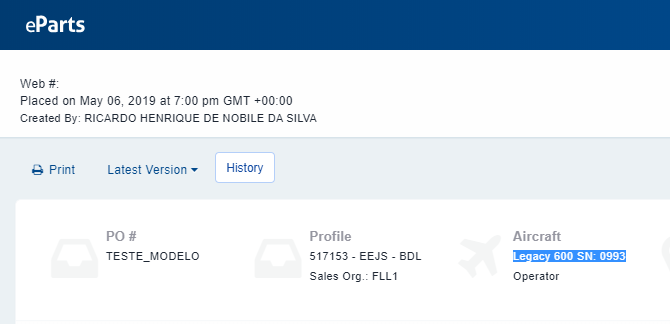 eParts
Web #:
Placed on May 06, 2019 at 7:00 pm GMT +00:00
Created By: RICARDO HENRIQUE DE NOBILE DA SILVA
Print
Latest Version
History
PO #
TESTE_MODELO
Profile
517153 - EEJS - BDL
Sales Org.: FLL1
Aircraft
Legacy 600 SN: 0993
Operator